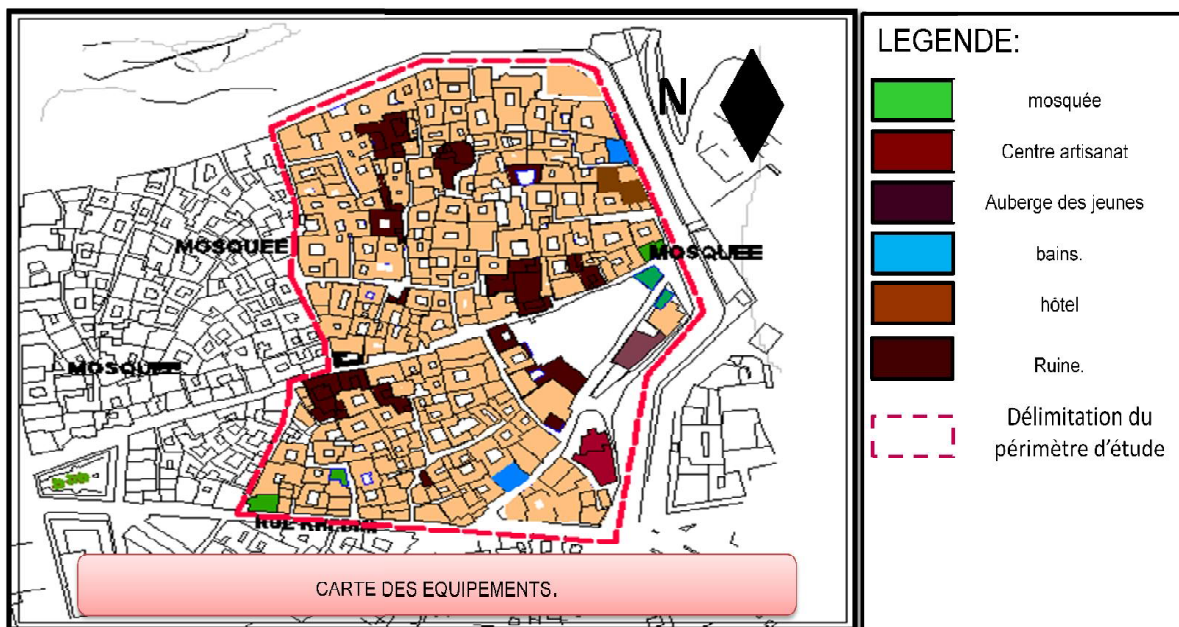 N
MOSQUEE
MOSQUEE
MOSQUEE
CARTE DES EQUIPEMENTS.
LEGENDE:
mosquée
Centre artisanat
Auberge des jeunes
bains.
hôtel
Ruine.
Délimitation du
périmètre d'étude